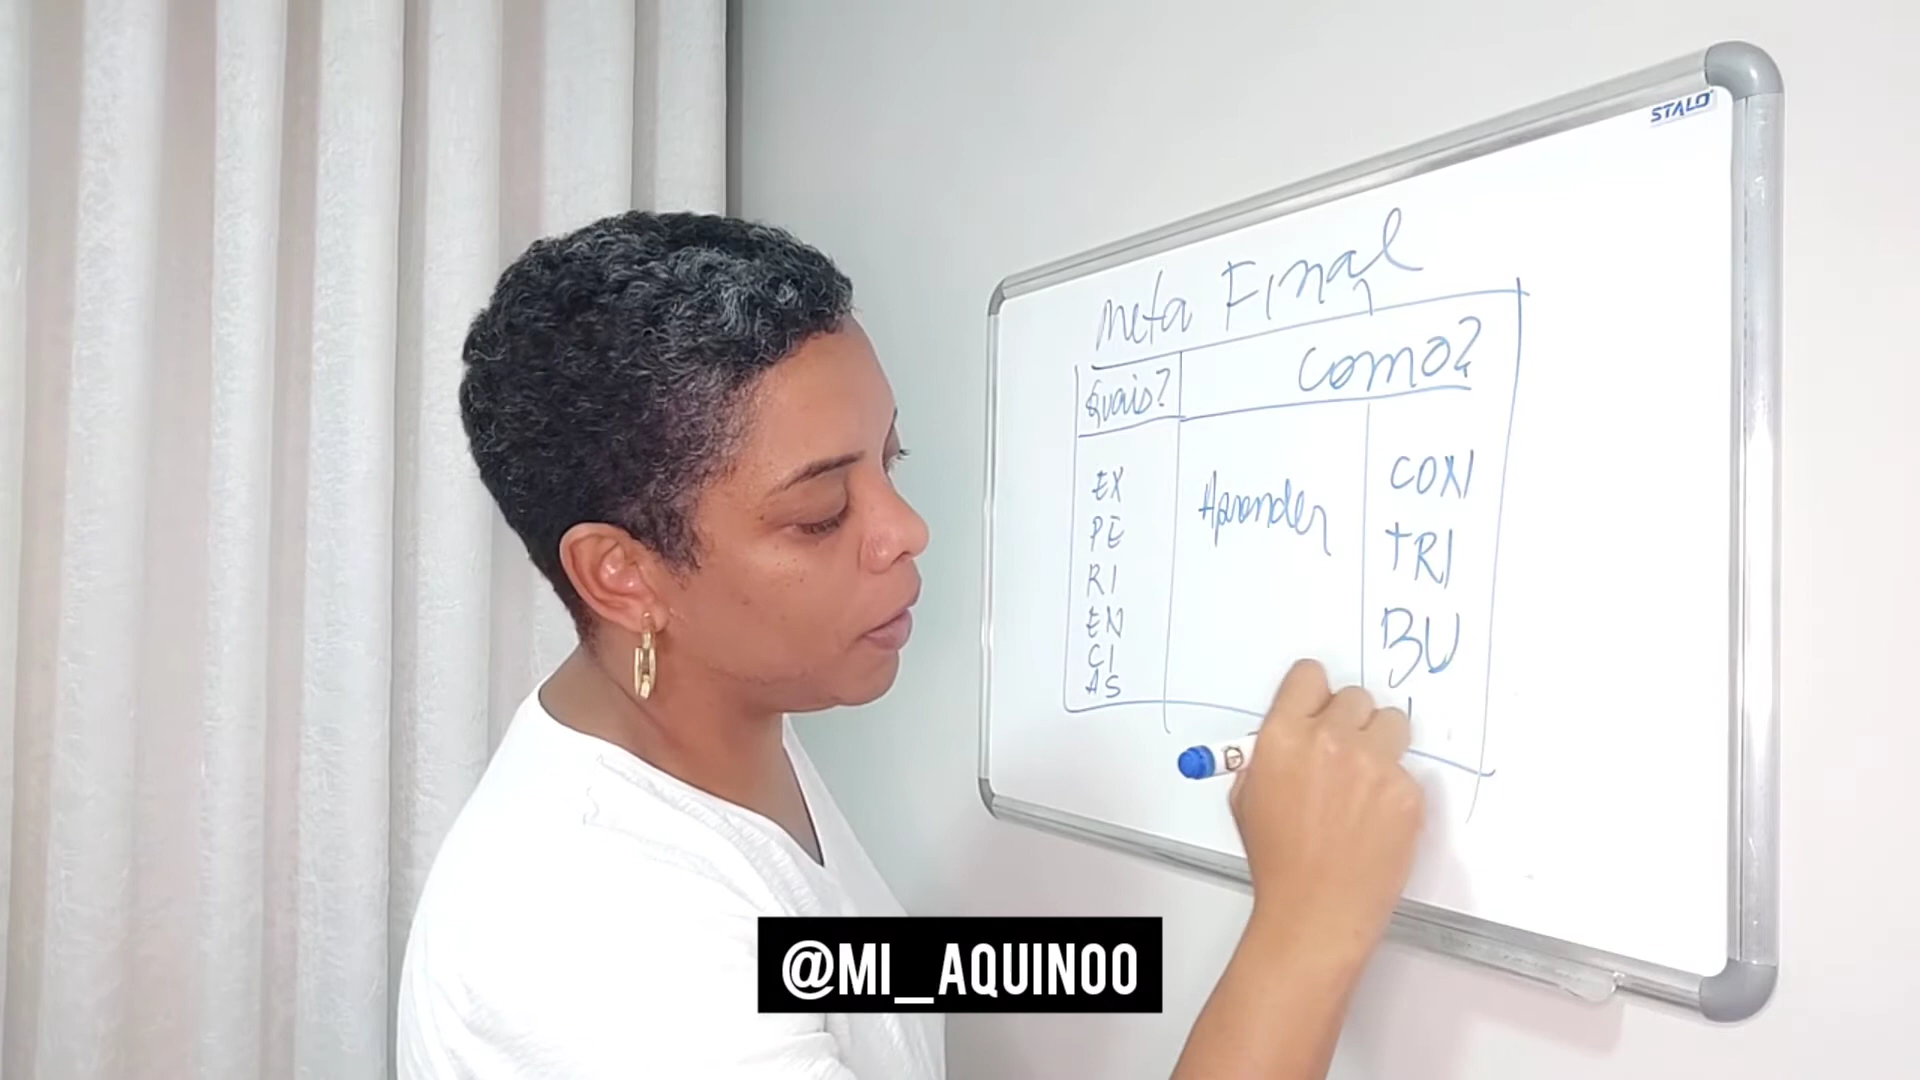 STALO
Meta Final
Quais?
Como?
EX
PE
RI
EN
CI
AS
Aprender
CON
TRI
BU
@MI_AQUINOO